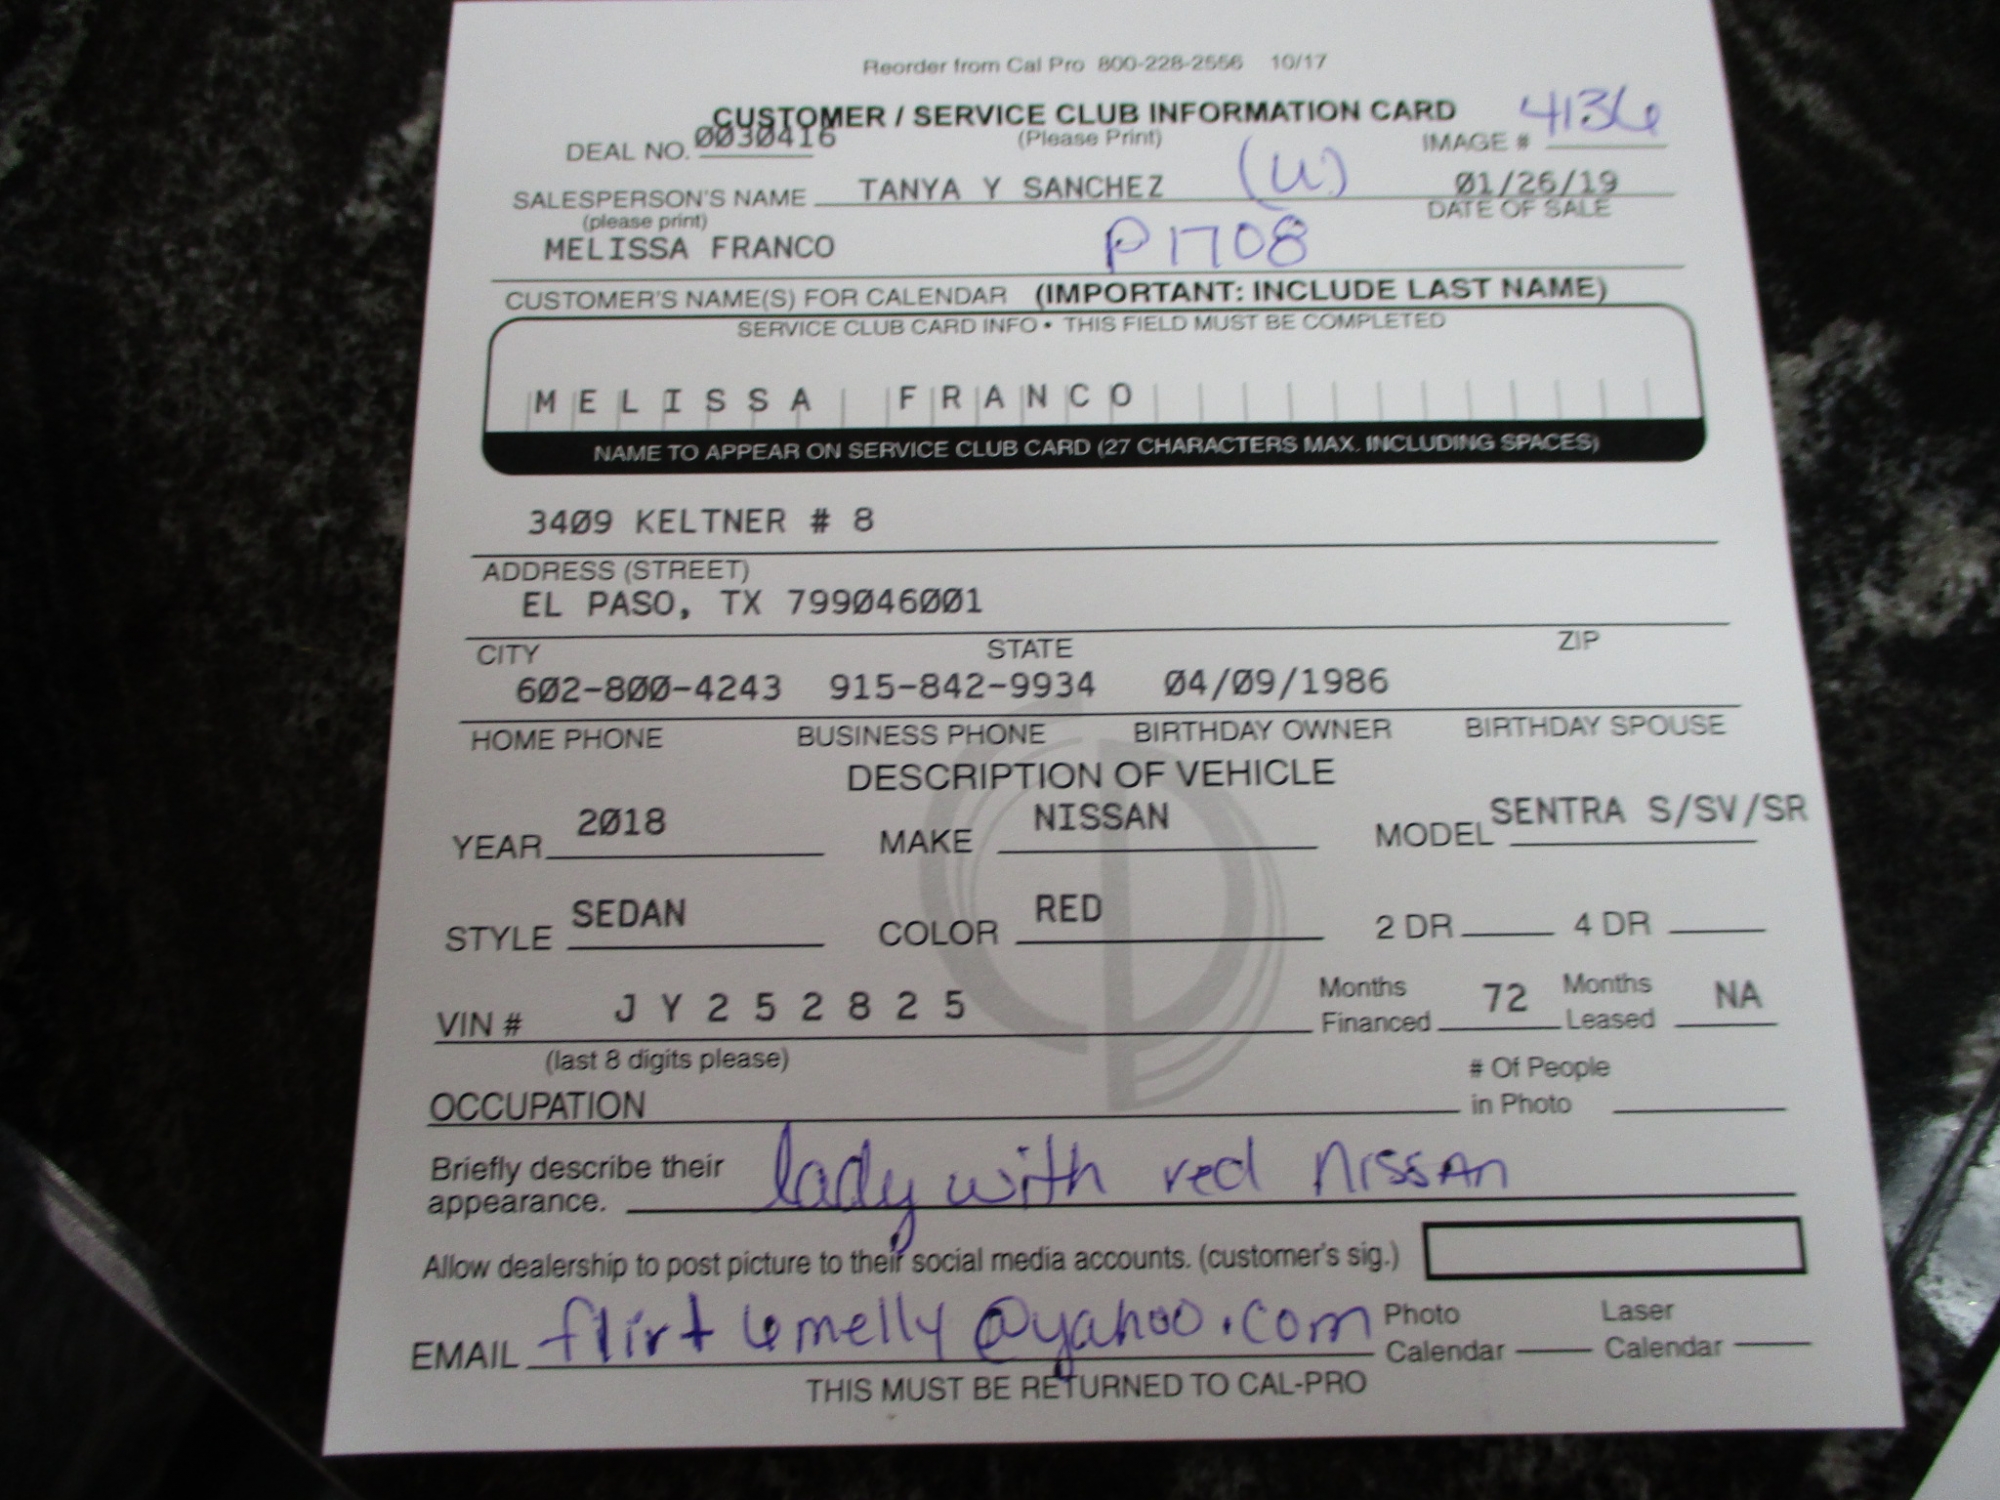 Reorder from Cal Pro 800-228-2556 10/17
CUSTOMER / SERVICE CLUB INFORMATION CARD 4136
DEAL NO. 0030416 (Please Print) IMAGE #
SALESPERSON'S NAME TANYA Y SANCHEZ (U) 01/26/19
(please print) DATE OF SALE
MELISSA FRANCO P1708
CUSTOMER'S NAME(S) FOR CALENDAR (IMPORTANT: INCLUDE LAST NAME)
SERVICE CLUB CARD INFO • THIS FIELD MUST BE COMPLETED
MELISSA FRANCO
NAME TO APPEAR ON SERVICE CLUB CARD (27 CHARACTERS MAX. INCLUDING SPACES)
3409 KELTNER # 8
ADDRESS (STREET)
EL PASO, TX 799046001
CITY STATE ZIP
602-800-4243 915-842-9934 04/09/1986
HOME PHONE BUSINESS PHONE BIRTHDAY OWNER BIRTHDAY SPOUSE
DESCRIPTION OF VEHICLE
YEAR 2018 MAKE NISSAN MODEL SENTRA S/SV/SR
STYLE SEDAN COLOR RED 2 DR 4 DR
VIN # JY252825 Months Financed 72 Months Leased NA
(last 8 digits please)
OCCUPATION # Of People in Photo
Briefly describe their appearance. lady with red Nissan
Allow dealership to post picture to their social media accounts. (customer's sig.)
EMAIL flirt6melly@yahoo.com Photo Calendar Laser Calendar
THIS MUST BE RETURNED TO CAL-PRO